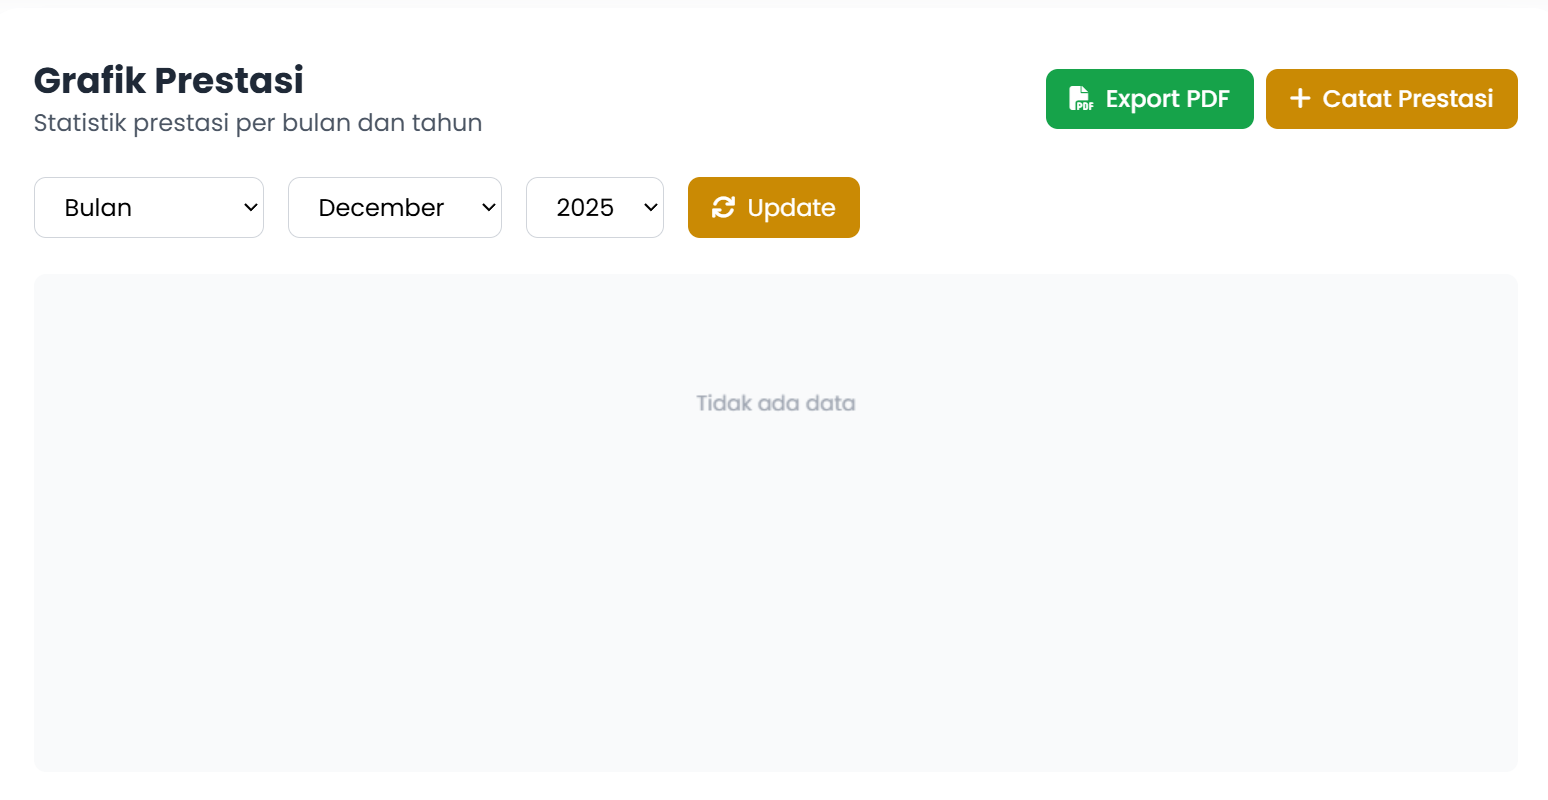 Grafik Prestasi
Statistik prestasi per bulan dan tahun
PDF Export PDF
Catat Prestasi
Bulan
December
2025
Update
Tidak ada data